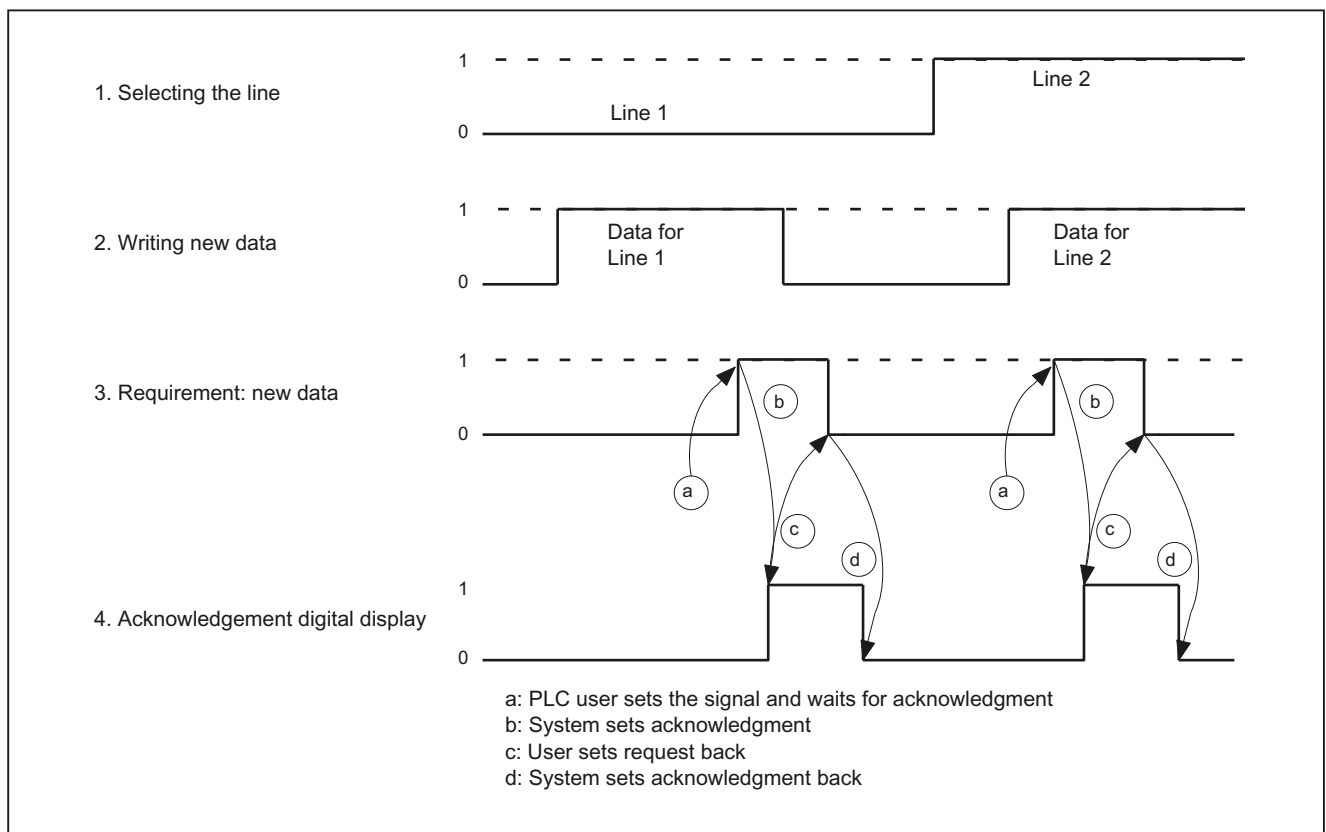 1
1. Selecting the line
Line 2
Line 1
0
1
2. Writing new data
Data for
Line 1
Data for
Line 2
0
1
3. Requirement: new data
b
b
0
a
a
c
c
d
d
1
4. Acknowledgement digital display
0
a: PLC user sets the signal and waits for acknowledgment
b: System sets acknowledgment
c: User sets request back
d: System sets acknowledgment back